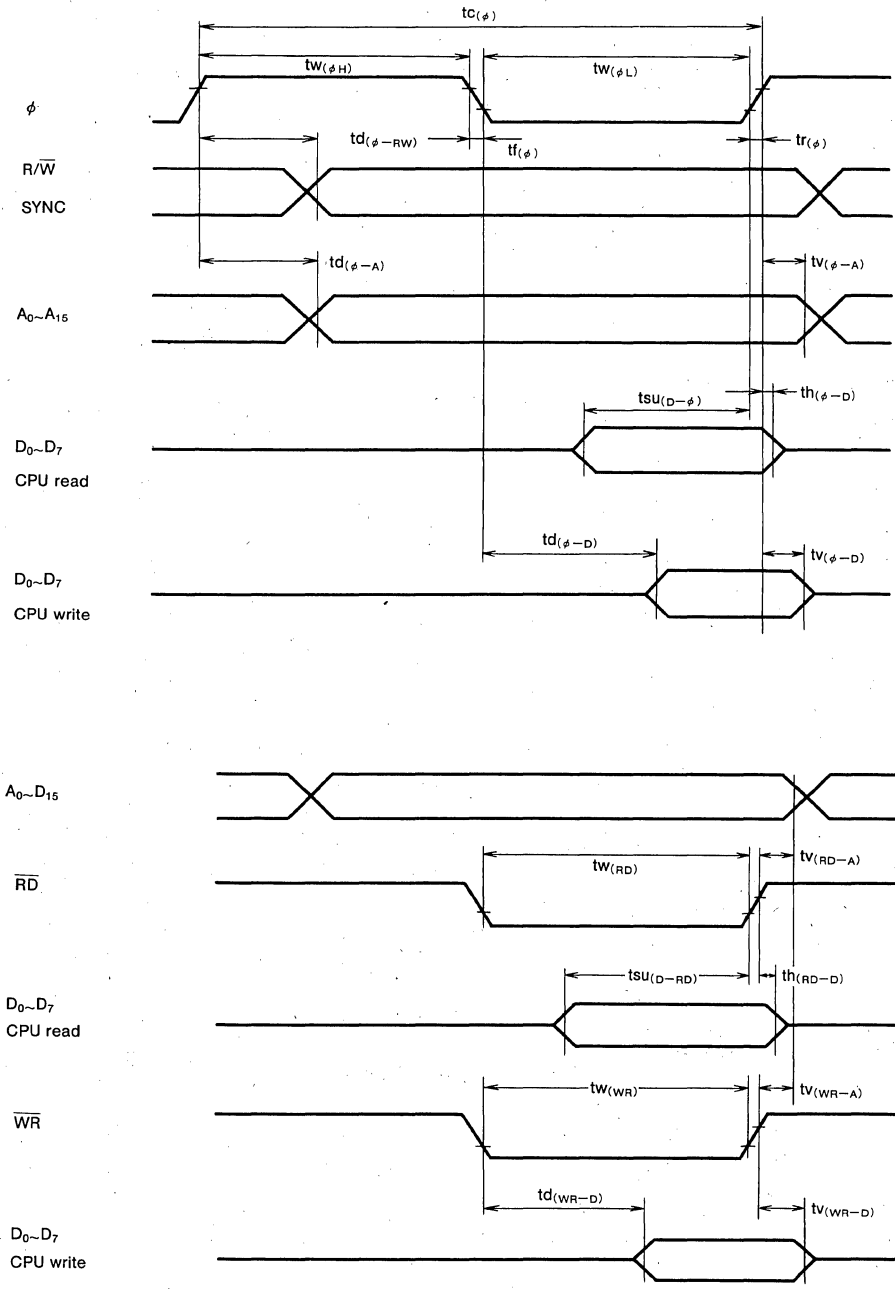 tc(φ)
tw(φH)
tw(φL)
φ
td(φ−RW)
tf(φ)
tr(φ)
R/W̅
SYNC
td(φ−A)
tv(φ−A)
A₀~A₁₅
tsu(D−φ)
th(φ−D)
D₀~D₇
CPU read
td(φ−D)
tv(φ−D)
D₀~D₇
CPU write
A₀~D₁₅
tw(RD)
tv(RD−A)
R̅D̅
tsu(D−RD)
th(RD−D)
D₀~D₇
CPU read
tw(WR)
tv(WR−A)
W̅R̅
td(WR−D)
tv(WR−D)
D₀~D₇
CPU write